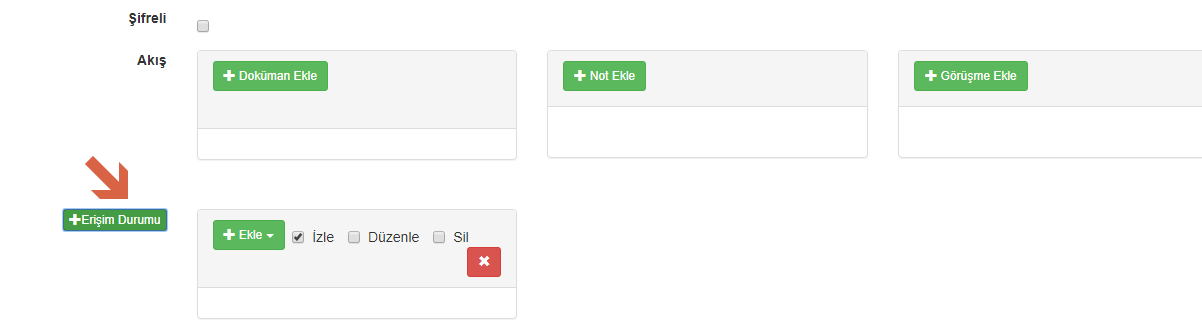 Şifreli
Akış
Doküman Ekle
Not Ekle
Görüşme Ekle
Erişim Durumu
Ekle
İzle
Düzenle
Sil